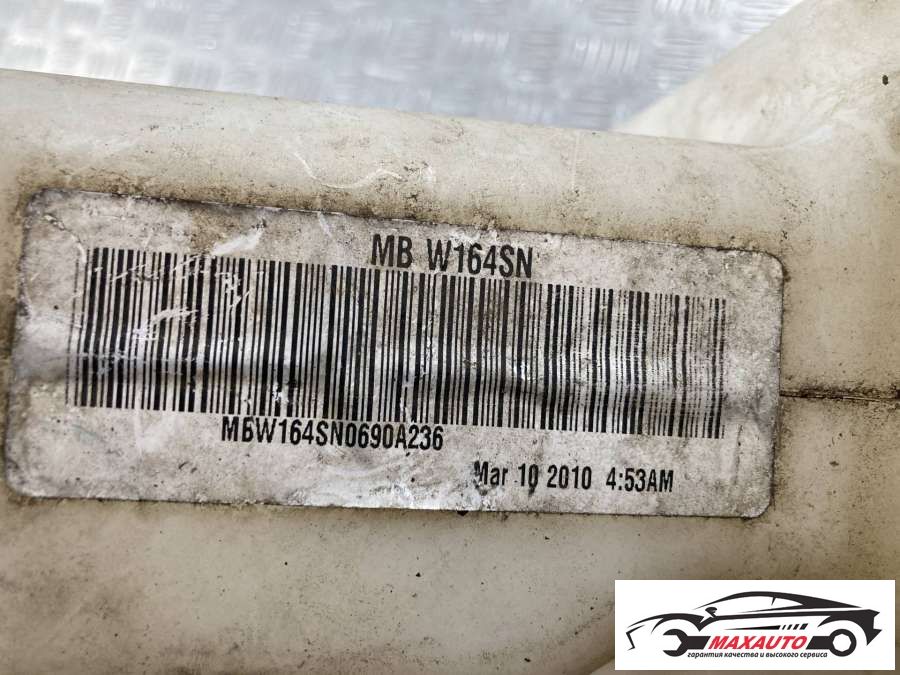 MB W164SN
MBW164SN0690A236
Mar 10 2010 4:53AM
MAXAUTO
гарантия качества и высокого сервиса